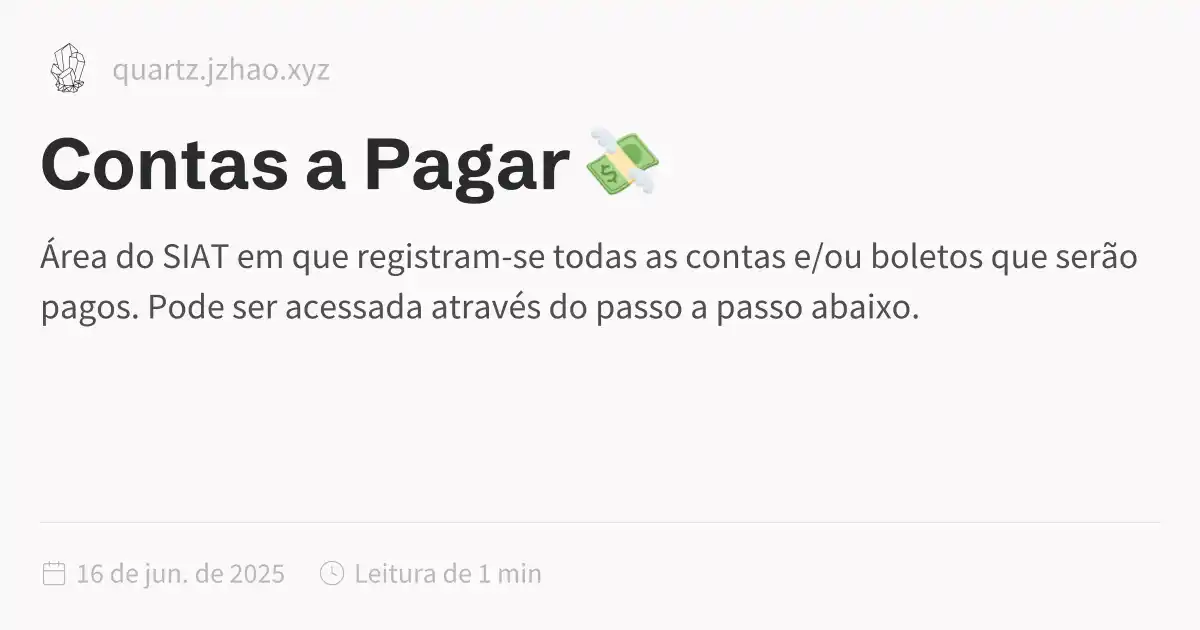 quartz.jzhao.xyz
Contas a Pagar 💸
Área do SIAT em que registram-se todas as contas e/ou boletos que serão
pagos. Pode ser acessada através do passo a passo abaixo.
16 de jun. de 2025 Leitura de 1 min